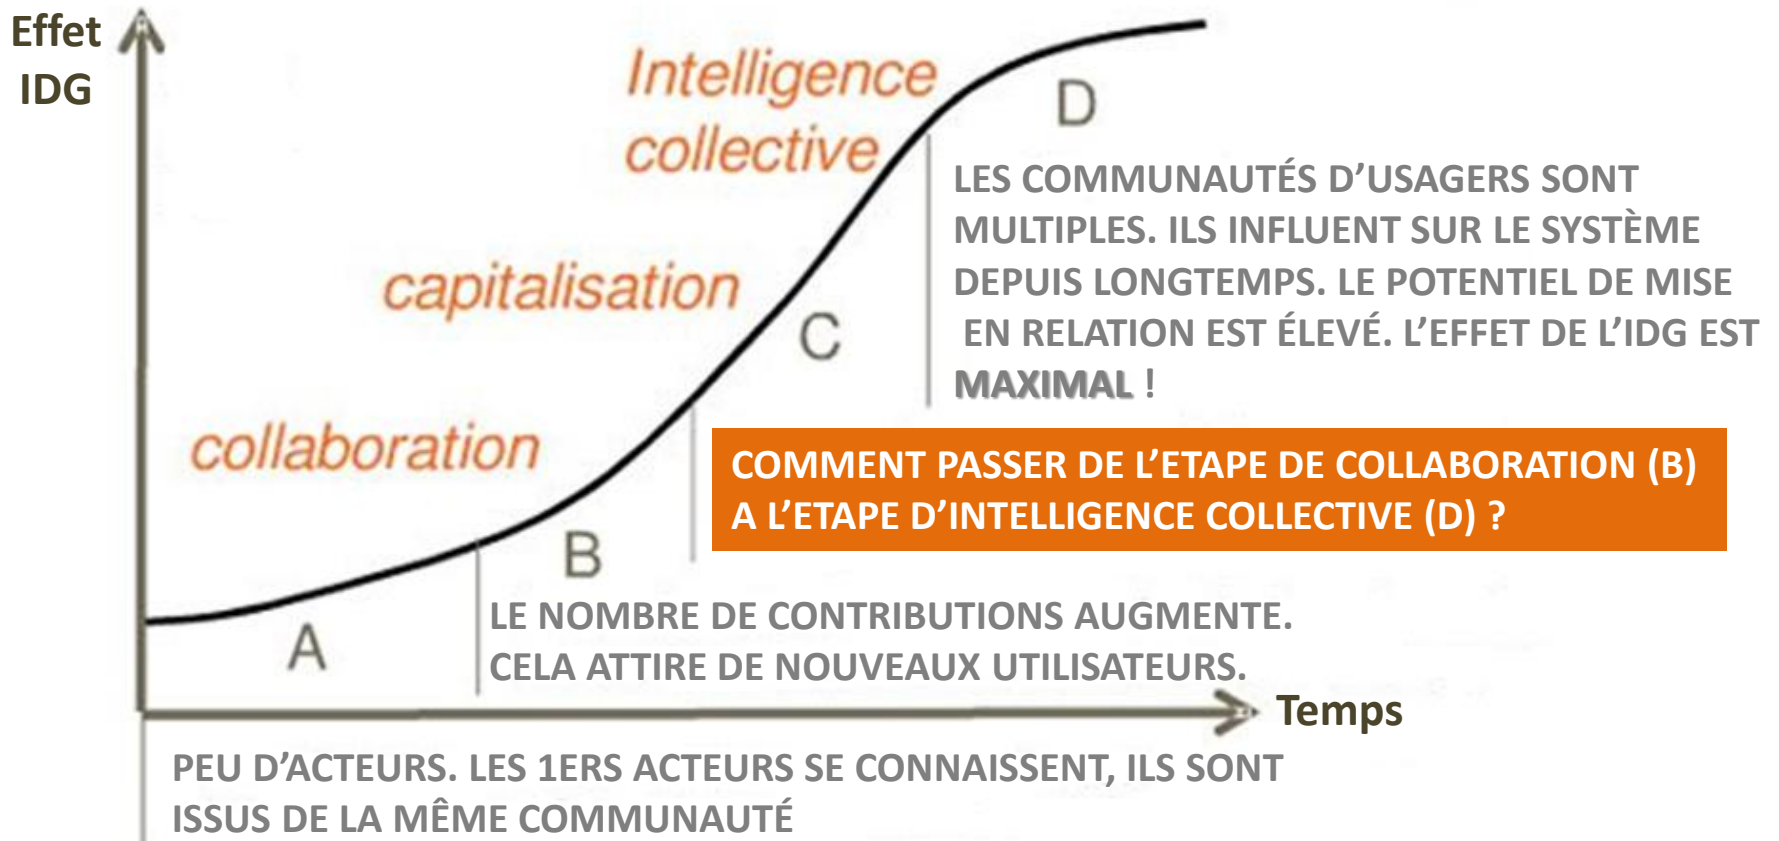 Effet
IDG
Intelligence
collective
D
LES COMMUNAUTÉS D’USAGERS SONT
MULTIPLES. ILS INFLUENT SUR LE SYSTÈME
DEPUIS LONGTEMPS. LE POTENTIEL DE MISE
EN RELATION EST ÉLEVÉ. L’EFFET DE L’IDG EST
MAXIMAL !
capitalisation
C
collaboration
COMMENT PASSER DE L’ETAPE DE COLLABORATION (B)
A L’ETAPE D’INTELLIGENCE COLLECTIVE (D) ?
B
LE NOMBRE DE CONTRIBUTIONS AUGMENTE.
CELA ATTIRE DE NOUVEAUX UTILISATEURS.
A
Temps
PEU D’ACTEURS. LES 1ERS ACTEURS SE CONNAISSENT, ILS SONT
ISSUS DE LA MÊME COMMUNAUTÉ